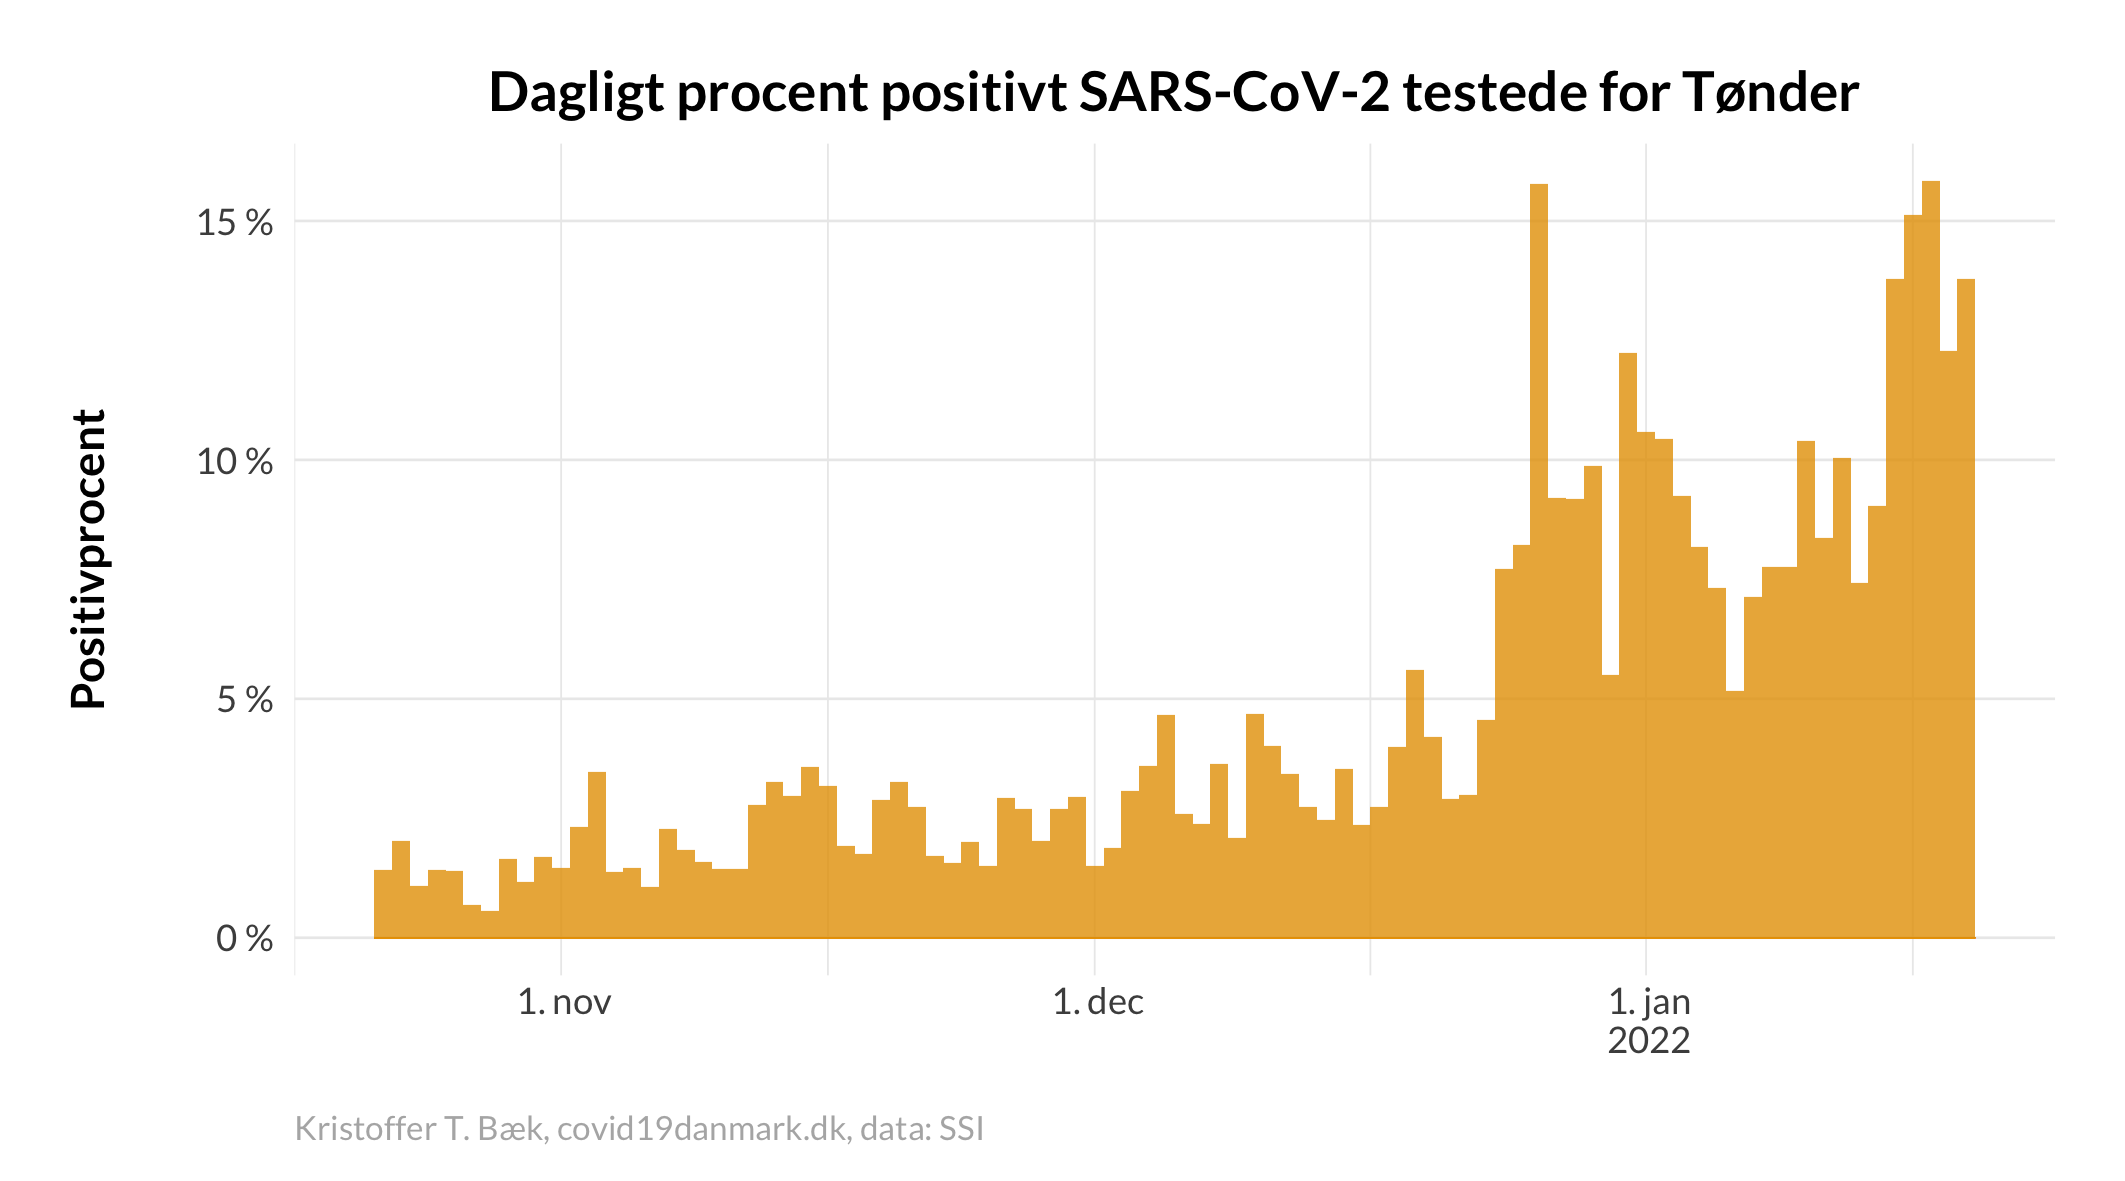 Dagligt procent positivt SARS-CoV-2 testede for Tønder
Positivprocent
15 %
10 %
5 %
0 %
1. nov
1. dec
1. jan
2022
Kristoffer T. Bæk, covid19danmark.dk, data: SSI